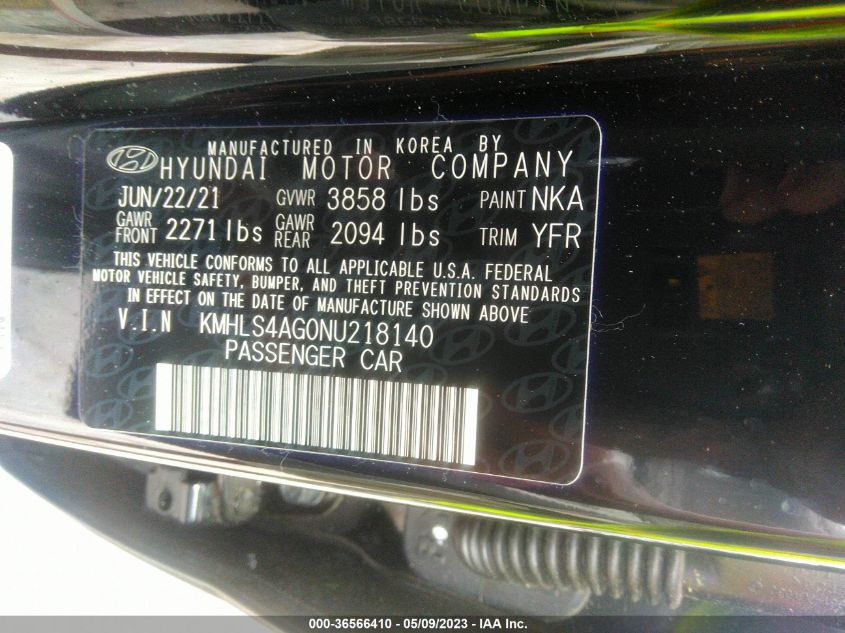 MANUFACTURED IN KOREA BY
HYUNDAI MOTOR COMPANY
JUN/22/21 GVWR 3858 lbs PAINT NKA
GAWR FRONT 2271 lbs GAWR REAR 2094 lbs TRIM YFR
THIS VEHICLE CONFORMS TO ALL APPLICABLE U.S.A. FEDERAL
MOTOR VEHICLE SAFETY, BUMPER, AND THEFT PREVENTION STANDARDS
IN EFFECT ON THE DATE OF MANUFACTURE SHOWN ABOVE
V.I.N KMHLS4AG0NU218140
PASSENGER CAR
000-36566410 - 05/09/2023 - IAA Inc.